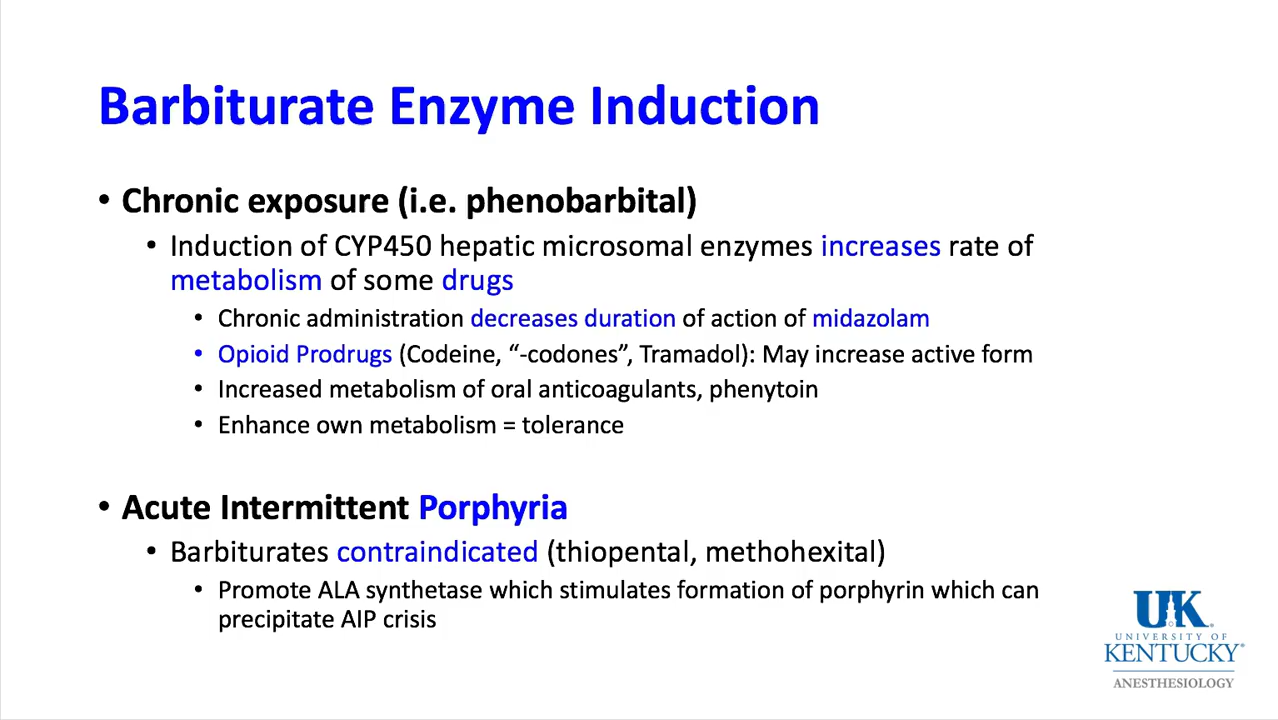 Barbiturate Enzyme Induction
• Chronic exposure (i.e. phenobarbital)
• Induction of CYP450 hepatic microsomal enzymes increases rate of
metabolism of some drugs
• Chronic administration decreases duration of action of midazolam
• Opioid Prodrugs (Codeine, “-codones”, Tramadol): May increase active form
• Increased metabolism of oral anticoagulants, phenytoin
• Enhance own metabolism = tolerance
• Acute Intermittent Porphyria
• Barbiturates contraindicated (thiopental, methohexital)
• Promote ALA synthetase which stimulates formation of porphyrin which can
precipitate AIP crisis
UK
UNIVERSITY OF
KENTUCKY
ANESTHESIOLOGY